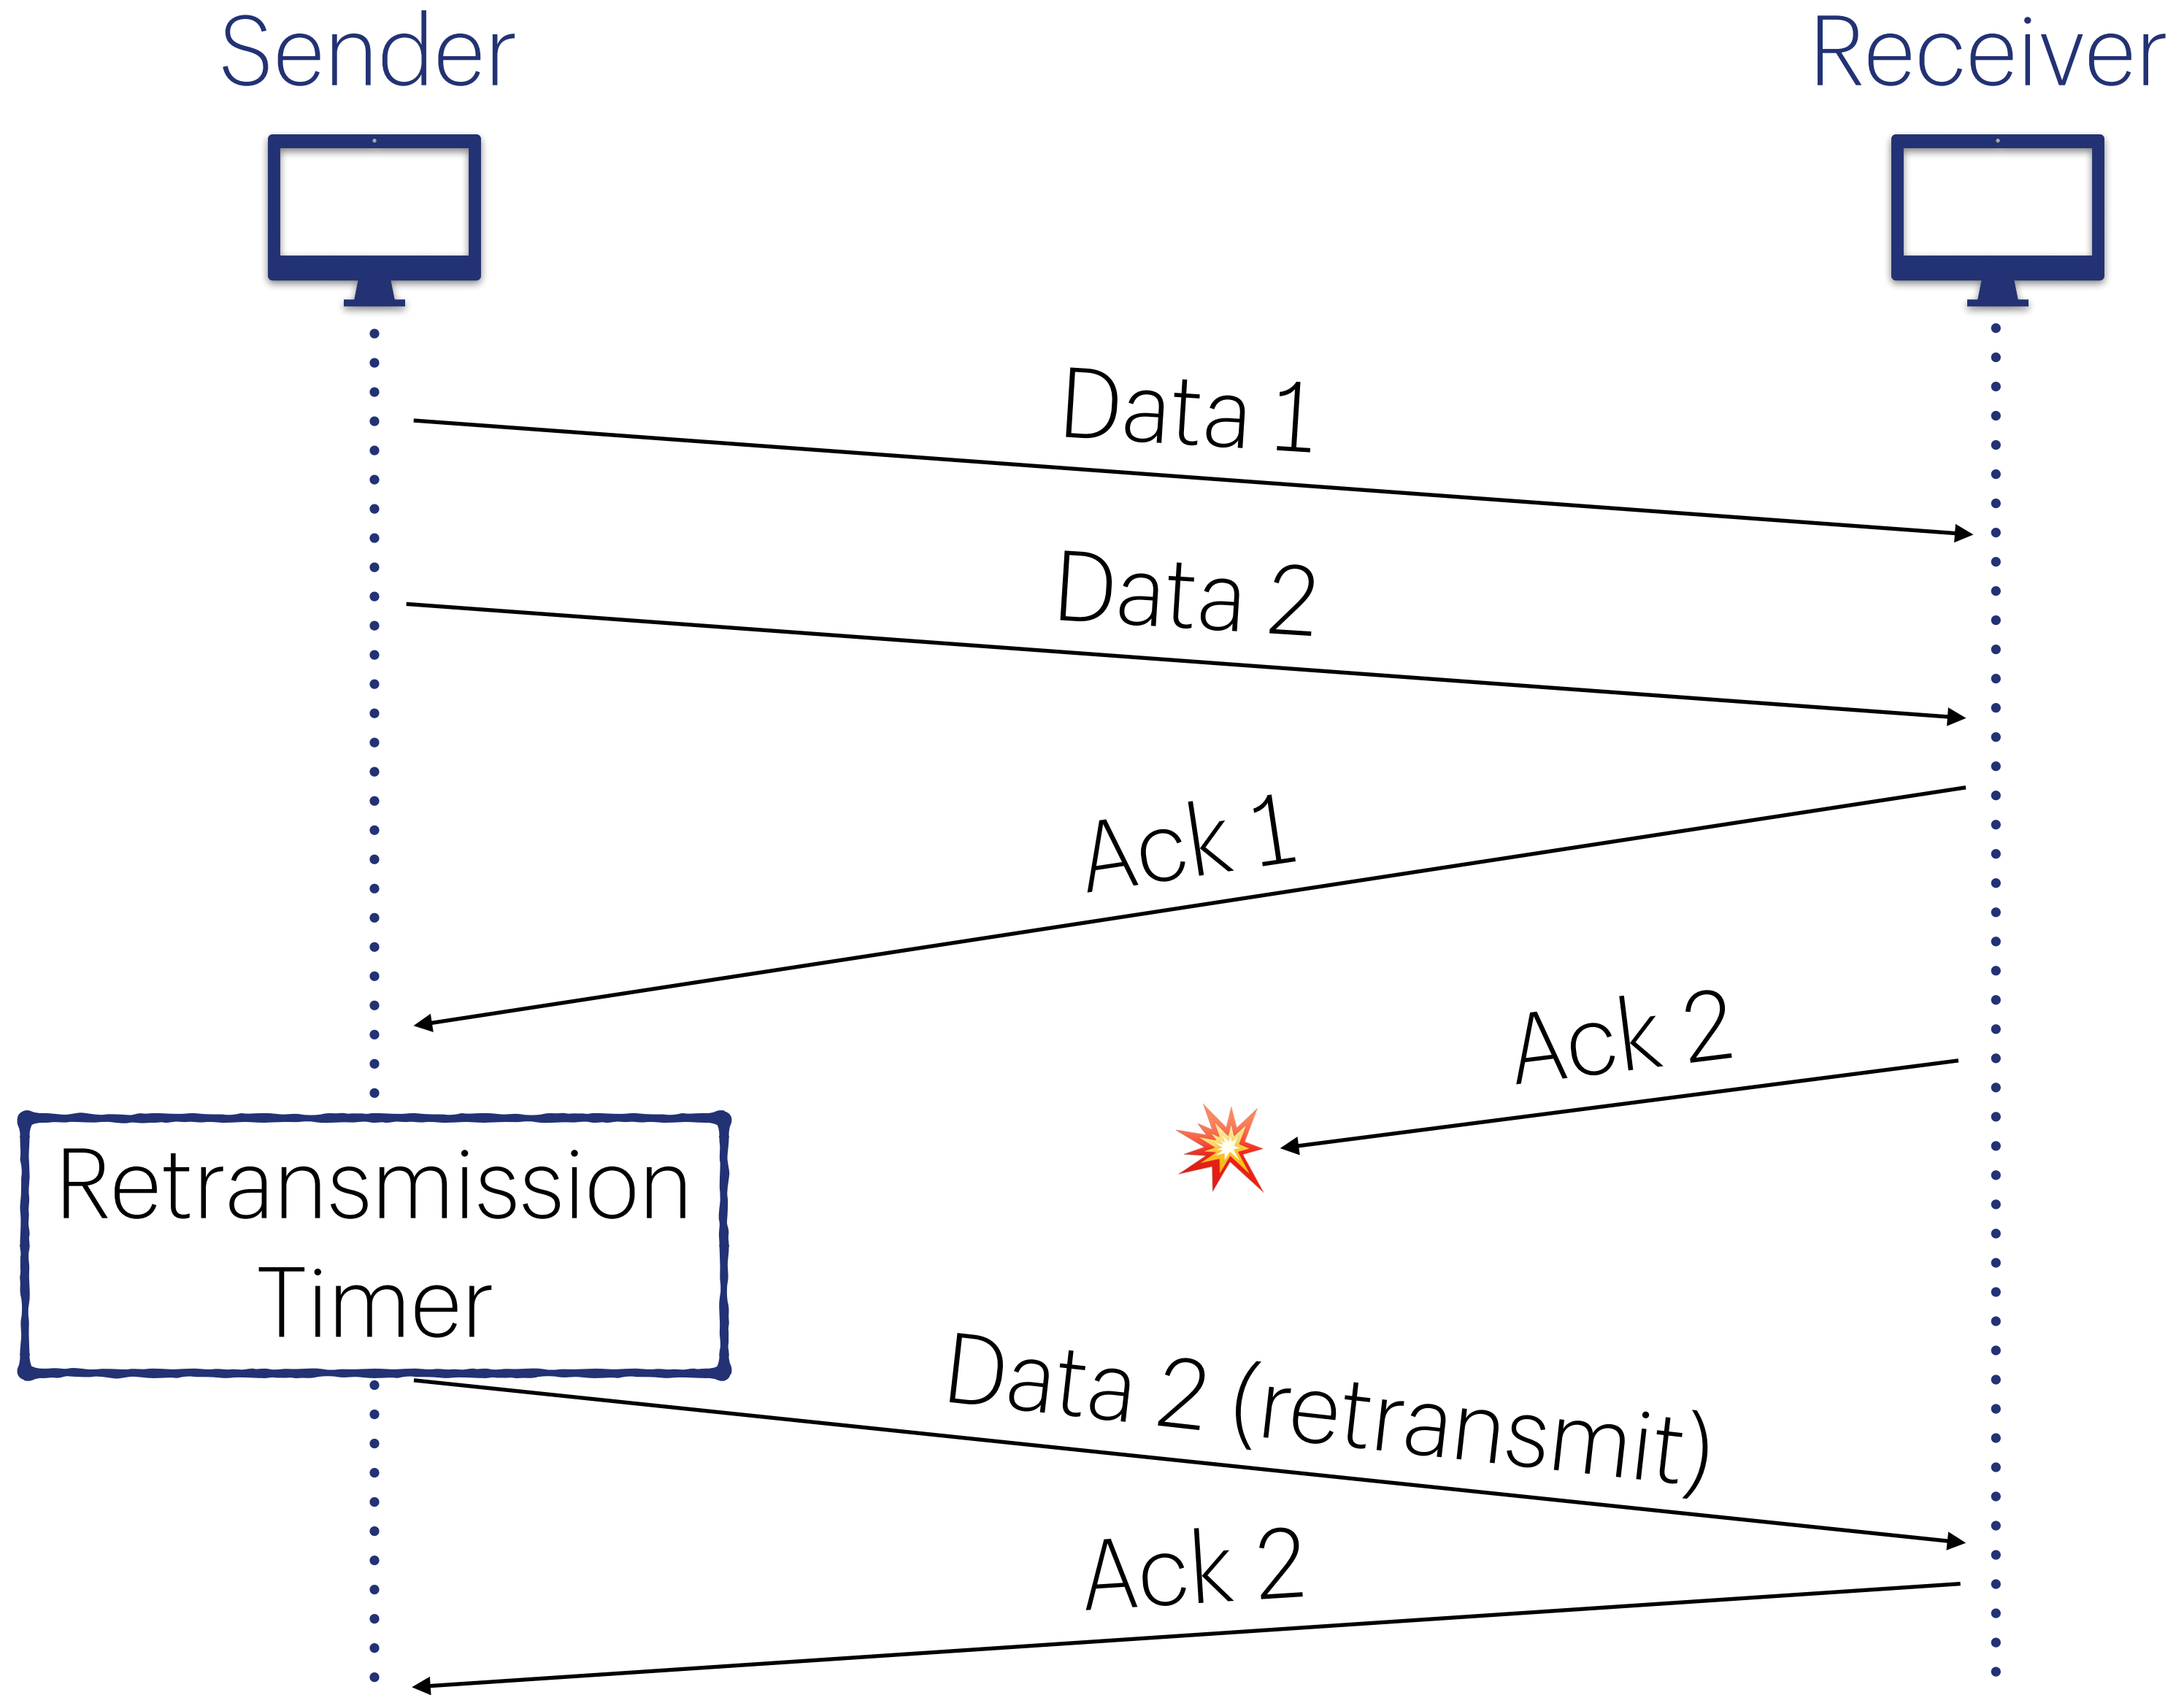 Sender
Receiver
Data 1
Data 2
Ack 1
Ack 2
Retransmission
Timer
Data 2 (retransmit)
Ack 2